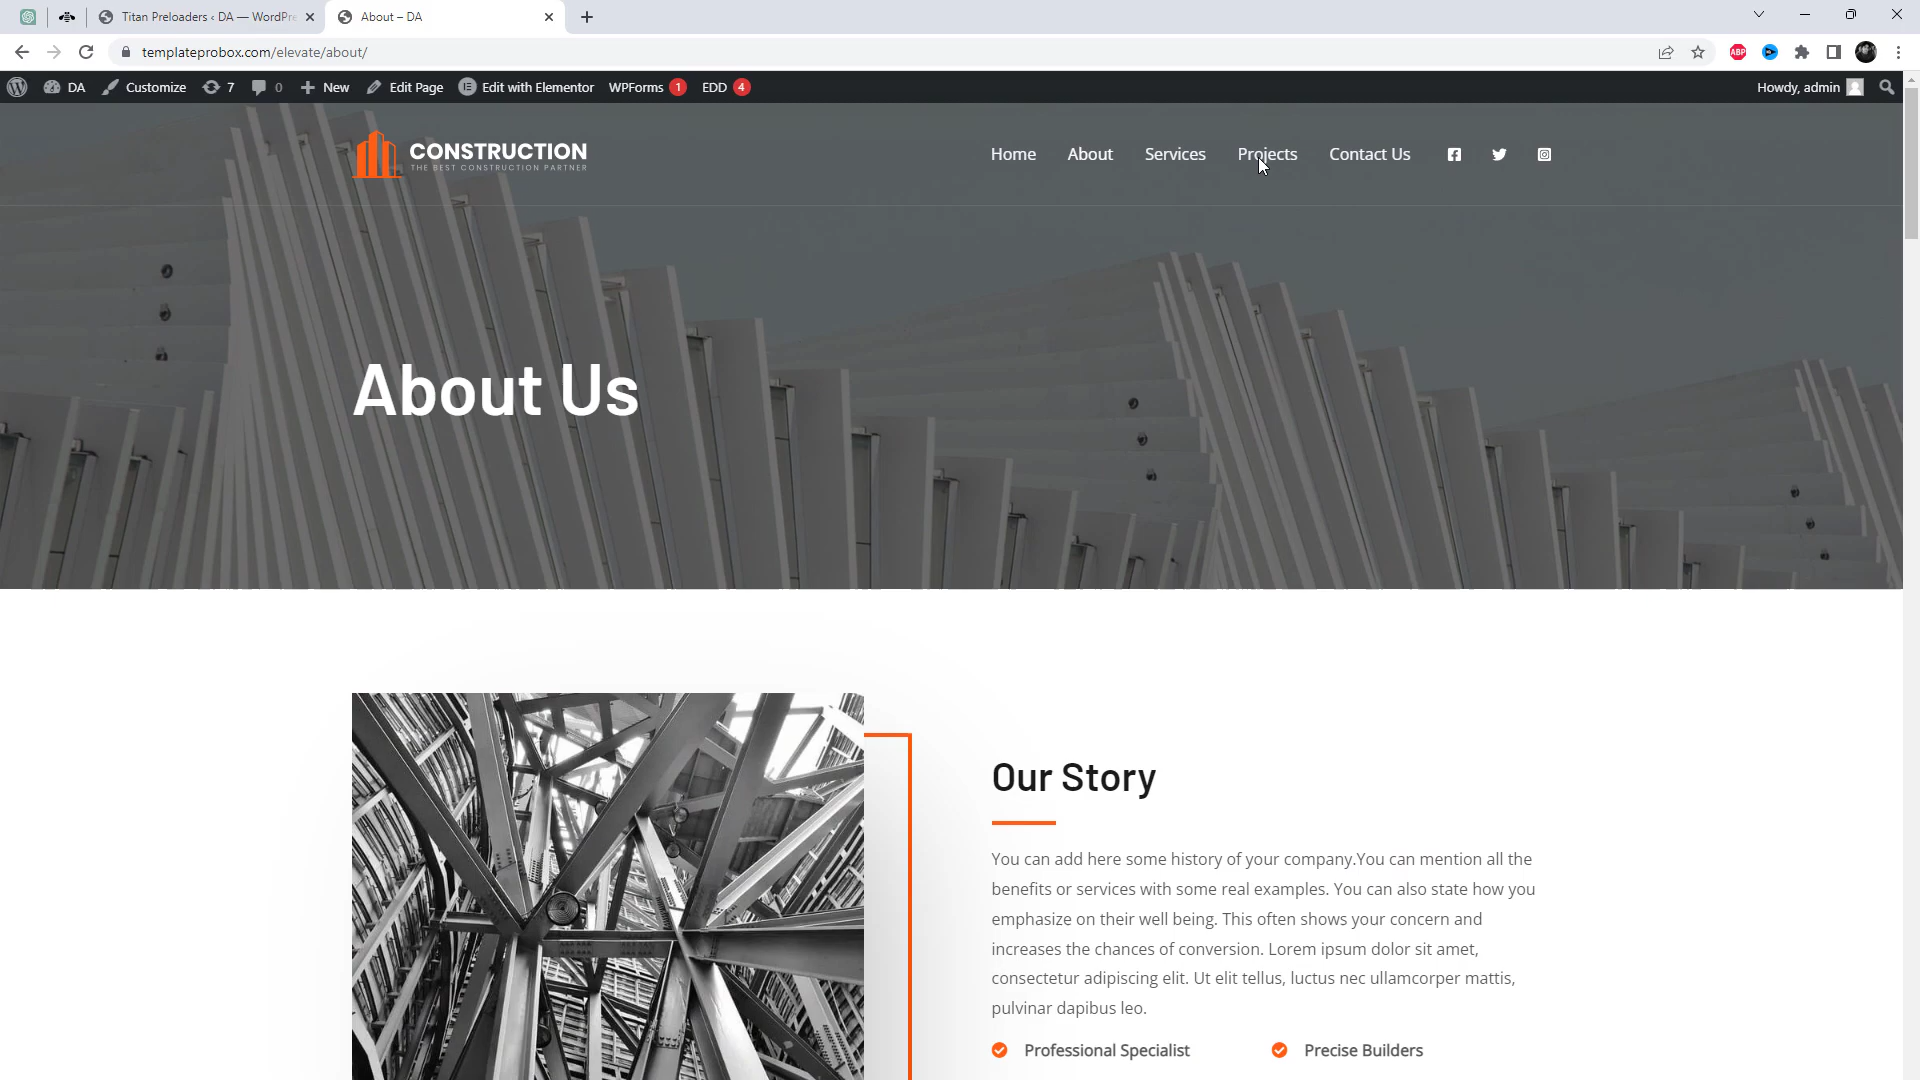 Titan Preloaders ‹ DA — WordPre
About – DA
templateprobox.com/elevate/about/
ABP
DA
Customize
7
0
New
Edit Page
Edit with Elementor
WPForms 1
EDD 4
Howdy, admin
CONSTRUCTION
THE BEST CONSTRUCTION PARTNER
Home
About
Services
Projects
Contact Us
About Us
Our Story
You can add here some history of your company.You can mention all the
benefits or services with some real examples. You can also state how you
emphasize on their well being. This often shows your concern and
increases the chances of conversion. Lorem ipsum dolor sit amet,
consectetur adipiscing elit. Ut elit tellus, luctus nec ullamcorper mattis,
pulvinar dapibus leo.
Professional Specialist
Precise Builders